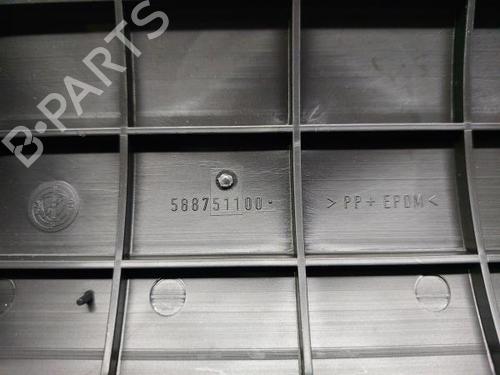 B-PARTS
588751100
> PP + EPDM <